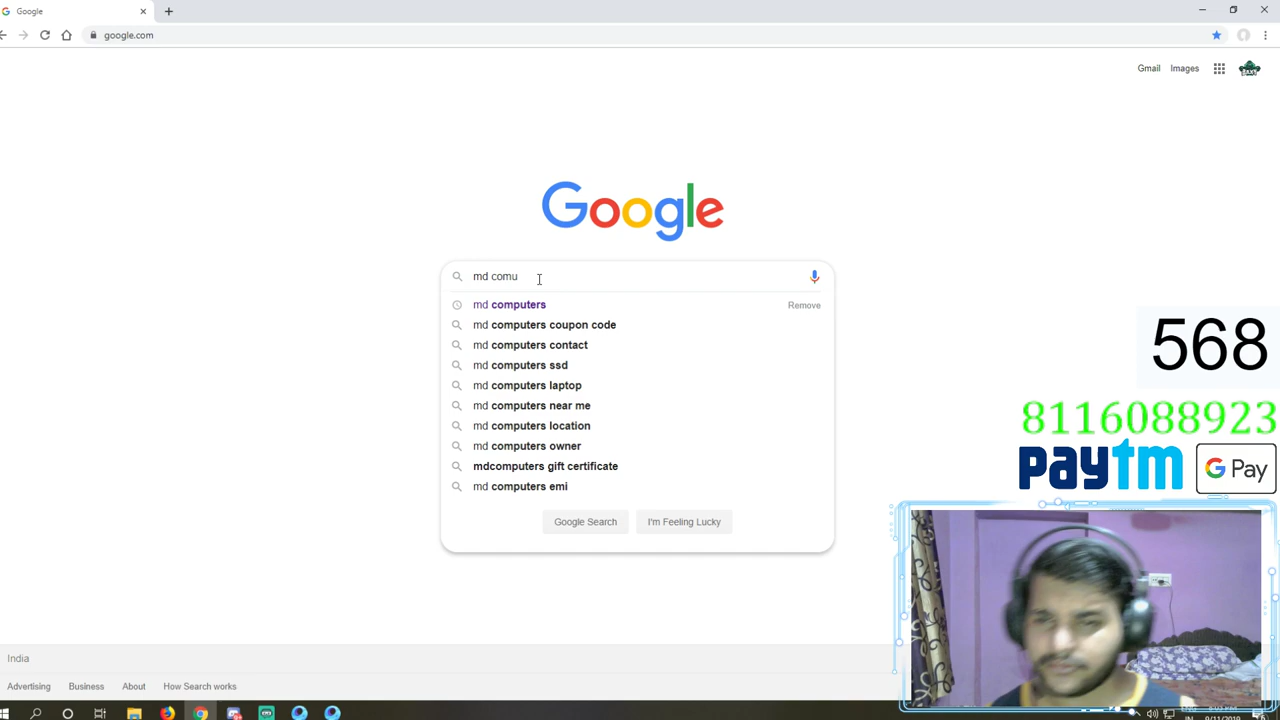 Google
google.com
Gmail
Images
Google
md comu
md computers
Remove
md computers coupon code
md computers contact
md computers ssd
md computers laptop
md computers near me
md computers location
md computers owner
mdcomputers gift certificate
md computers emi
Google Search
I'm Feeling Lucky
568
8116088923
paytm
G Pay
India
Advertising
Business
About
How Search works